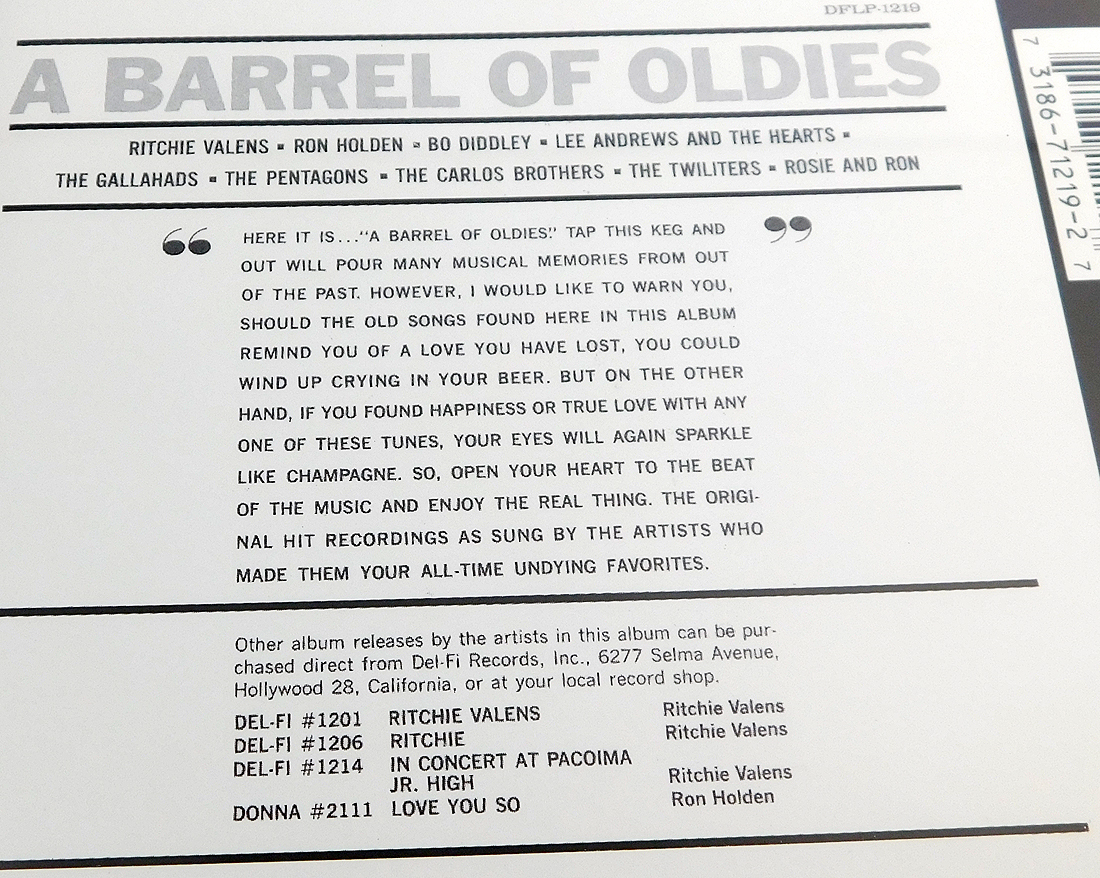 DFLP-1219
A BARREL OF OLDIES
RITCHIE VALENS ▪ RON HOLDEN ▪ BO DIDDLEY ▪ LEE ANDREWS AND THE HEARTS ▪
THE GALLAHADS ▪ THE PENTAGONS ▪ THE CARLOS BROTHERS ▪ THE TWILITERS ▪ ROSIE AND RON
“ HERE IT IS..."A BARREL OF OLDIES!" TAP THIS KEG AND ”
OUT WILL POUR MANY MUSICAL MEMORIES FROM OUT
OF THE PAST. HOWEVER, I WOULD LIKE TO WARN YOU,
SHOULD THE OLD SONGS FOUND HERE IN THIS ALBUM
REMIND YOU OF A LOVE YOU HAVE LOST, YOU COULD
WIND UP CRYING IN YOUR BEER. BUT ON THE OTHER
HAND, IF YOU FOUND HAPPINESS OR TRUE LOVE WITH ANY
ONE OF THESE TUNES, YOUR EYES WILL AGAIN SPARKLE
LIKE CHAMPAGNE. SO, OPEN YOUR HEART TO THE BEAT
OF THE MUSIC AND ENJOY THE REAL THING. THE ORIGI-
NAL HIT RECORDINGS AS SUNG BY THE ARTISTS WHO
MADE THEM YOUR ALL-TIME UNDYING FAVORITES.
Other album releases by the artists in this album can be pur-
chased direct from Del-Fi Records, Inc., 6277 Selma Avenue,
Hollywood 28, California, or at your local record shop.
DEL-FI #1201 RITCHIE VALENS Ritchie Valens
DEL-FI #1206 RITCHIE Ritchie Valens
DEL-FI #1214 IN CONCERT AT PACOIMA
JR. HIGH Ritchie Valens
DONNA #2111 LOVE YOU SO Ron Holden
7 3186-71219-2 7